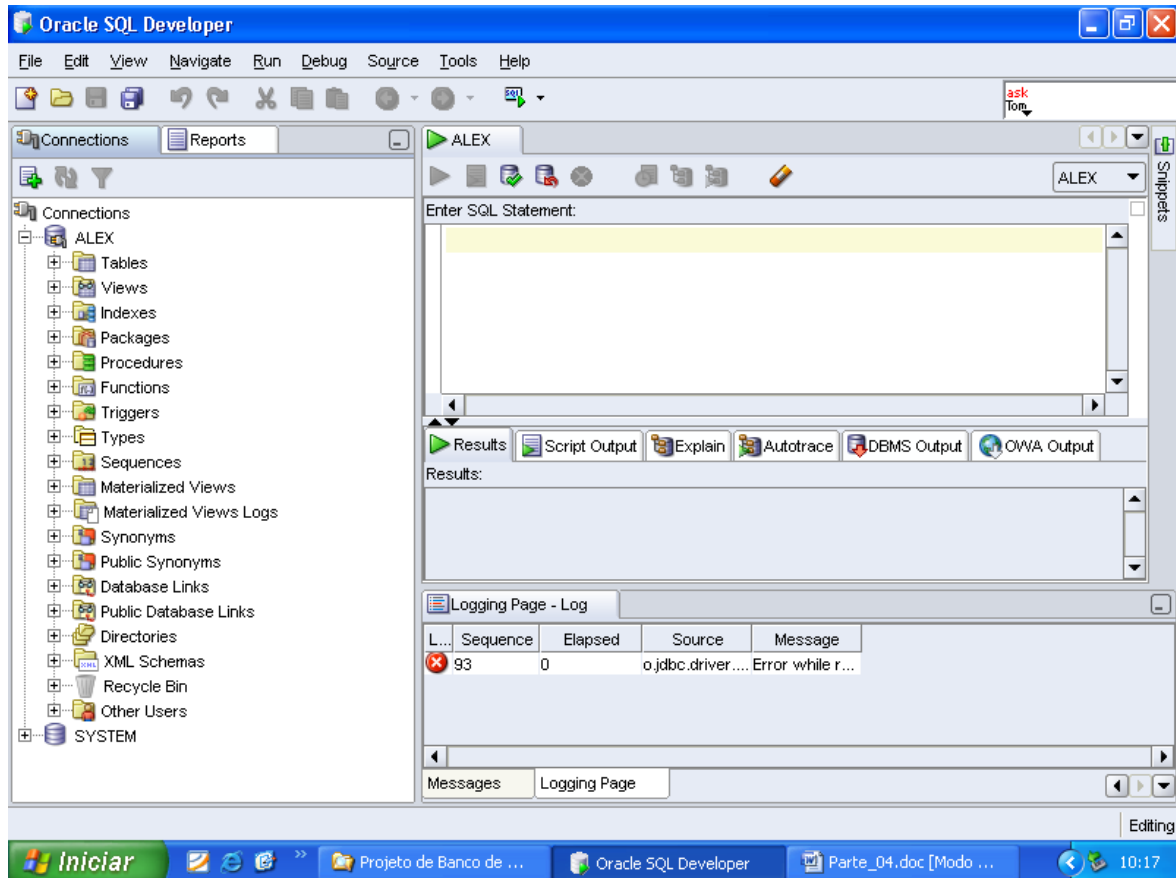 Oracle SQL Developer
File Edit View Navigate Run Debug Source Tools Help
SQL
ask
Tom
Connections Reports
Connections
ALEX
Tables
Views
Indexes
Packages
Procedures
Functions
Triggers
Types
Sequences
Materialized Views
Materialized Views Logs
Synonyms
Public Synonyms
Database Links
Public Database Links
Directories
XML Schemas
Recycle Bin
Other Users
SYSTEM
ALEX
ALEX
Enter SQL Statement:
Snippets
Results Script Output Explain Autotrace DBMS Output OWA Output
Results:
Logging Page - Log
L... Sequence Elapsed Source Message
93 0 o.jdbc.driver.... Error while r...
Messages Logging Page
Editing
Iniciar » Projeto de Banco de ... Oracle SQL Developer Parte_04.doc [Modo ... 10:17